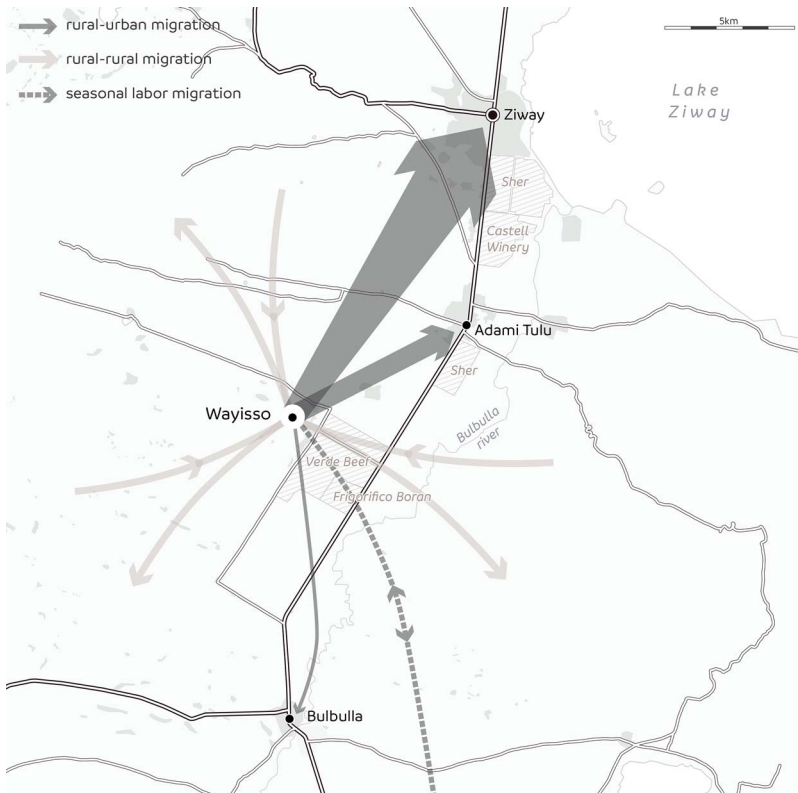 rural-urban migration
rural-rural migration
seasonal labor migration
5km
Lake
Ziway
Ziway
Sher
Castell
Winery
Adami Tulu
Sher
Wayisso
Bulbulla
river
Verde Beef
Frigorifico Boran
Bulbulla